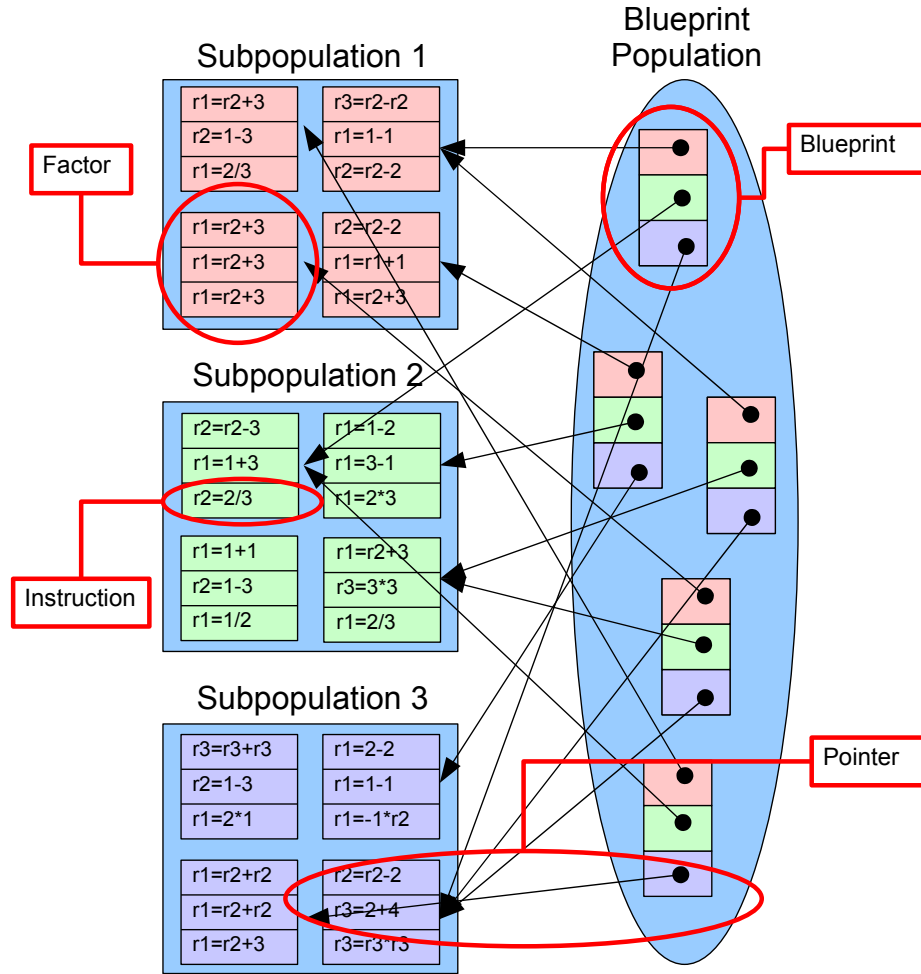 Subpopulation 1
Blueprint
Population
r1=r2+3
r2=1-3
r1=2/3
r3=r2-r2
r1=1-1
r2=r2-2
r1=r2+3
r1=r2+3
r1=r2+3
r2=r2-2
r1=r1+1
r1=r2+3
Factor
Blueprint
Subpopulation 2
r2=r2-3
r1=1+3
r2=2/3
r1=1-2
r1=3-1
r1=2*3
r1=1+1
r2=1-3
r1=1/2
r1=r2+3
r3=3*3
r1=2/3
Instruction
Subpopulation 3
r3=r3+r3
r2=1-3
r1=2*1
r1=2-2
r1=1-1
r1=-1*r2
r1=r2+r2
r1=r2+r2
r1=r2+3
r2=r2-2
r3=2+4
r3=r3*r3
Pointer